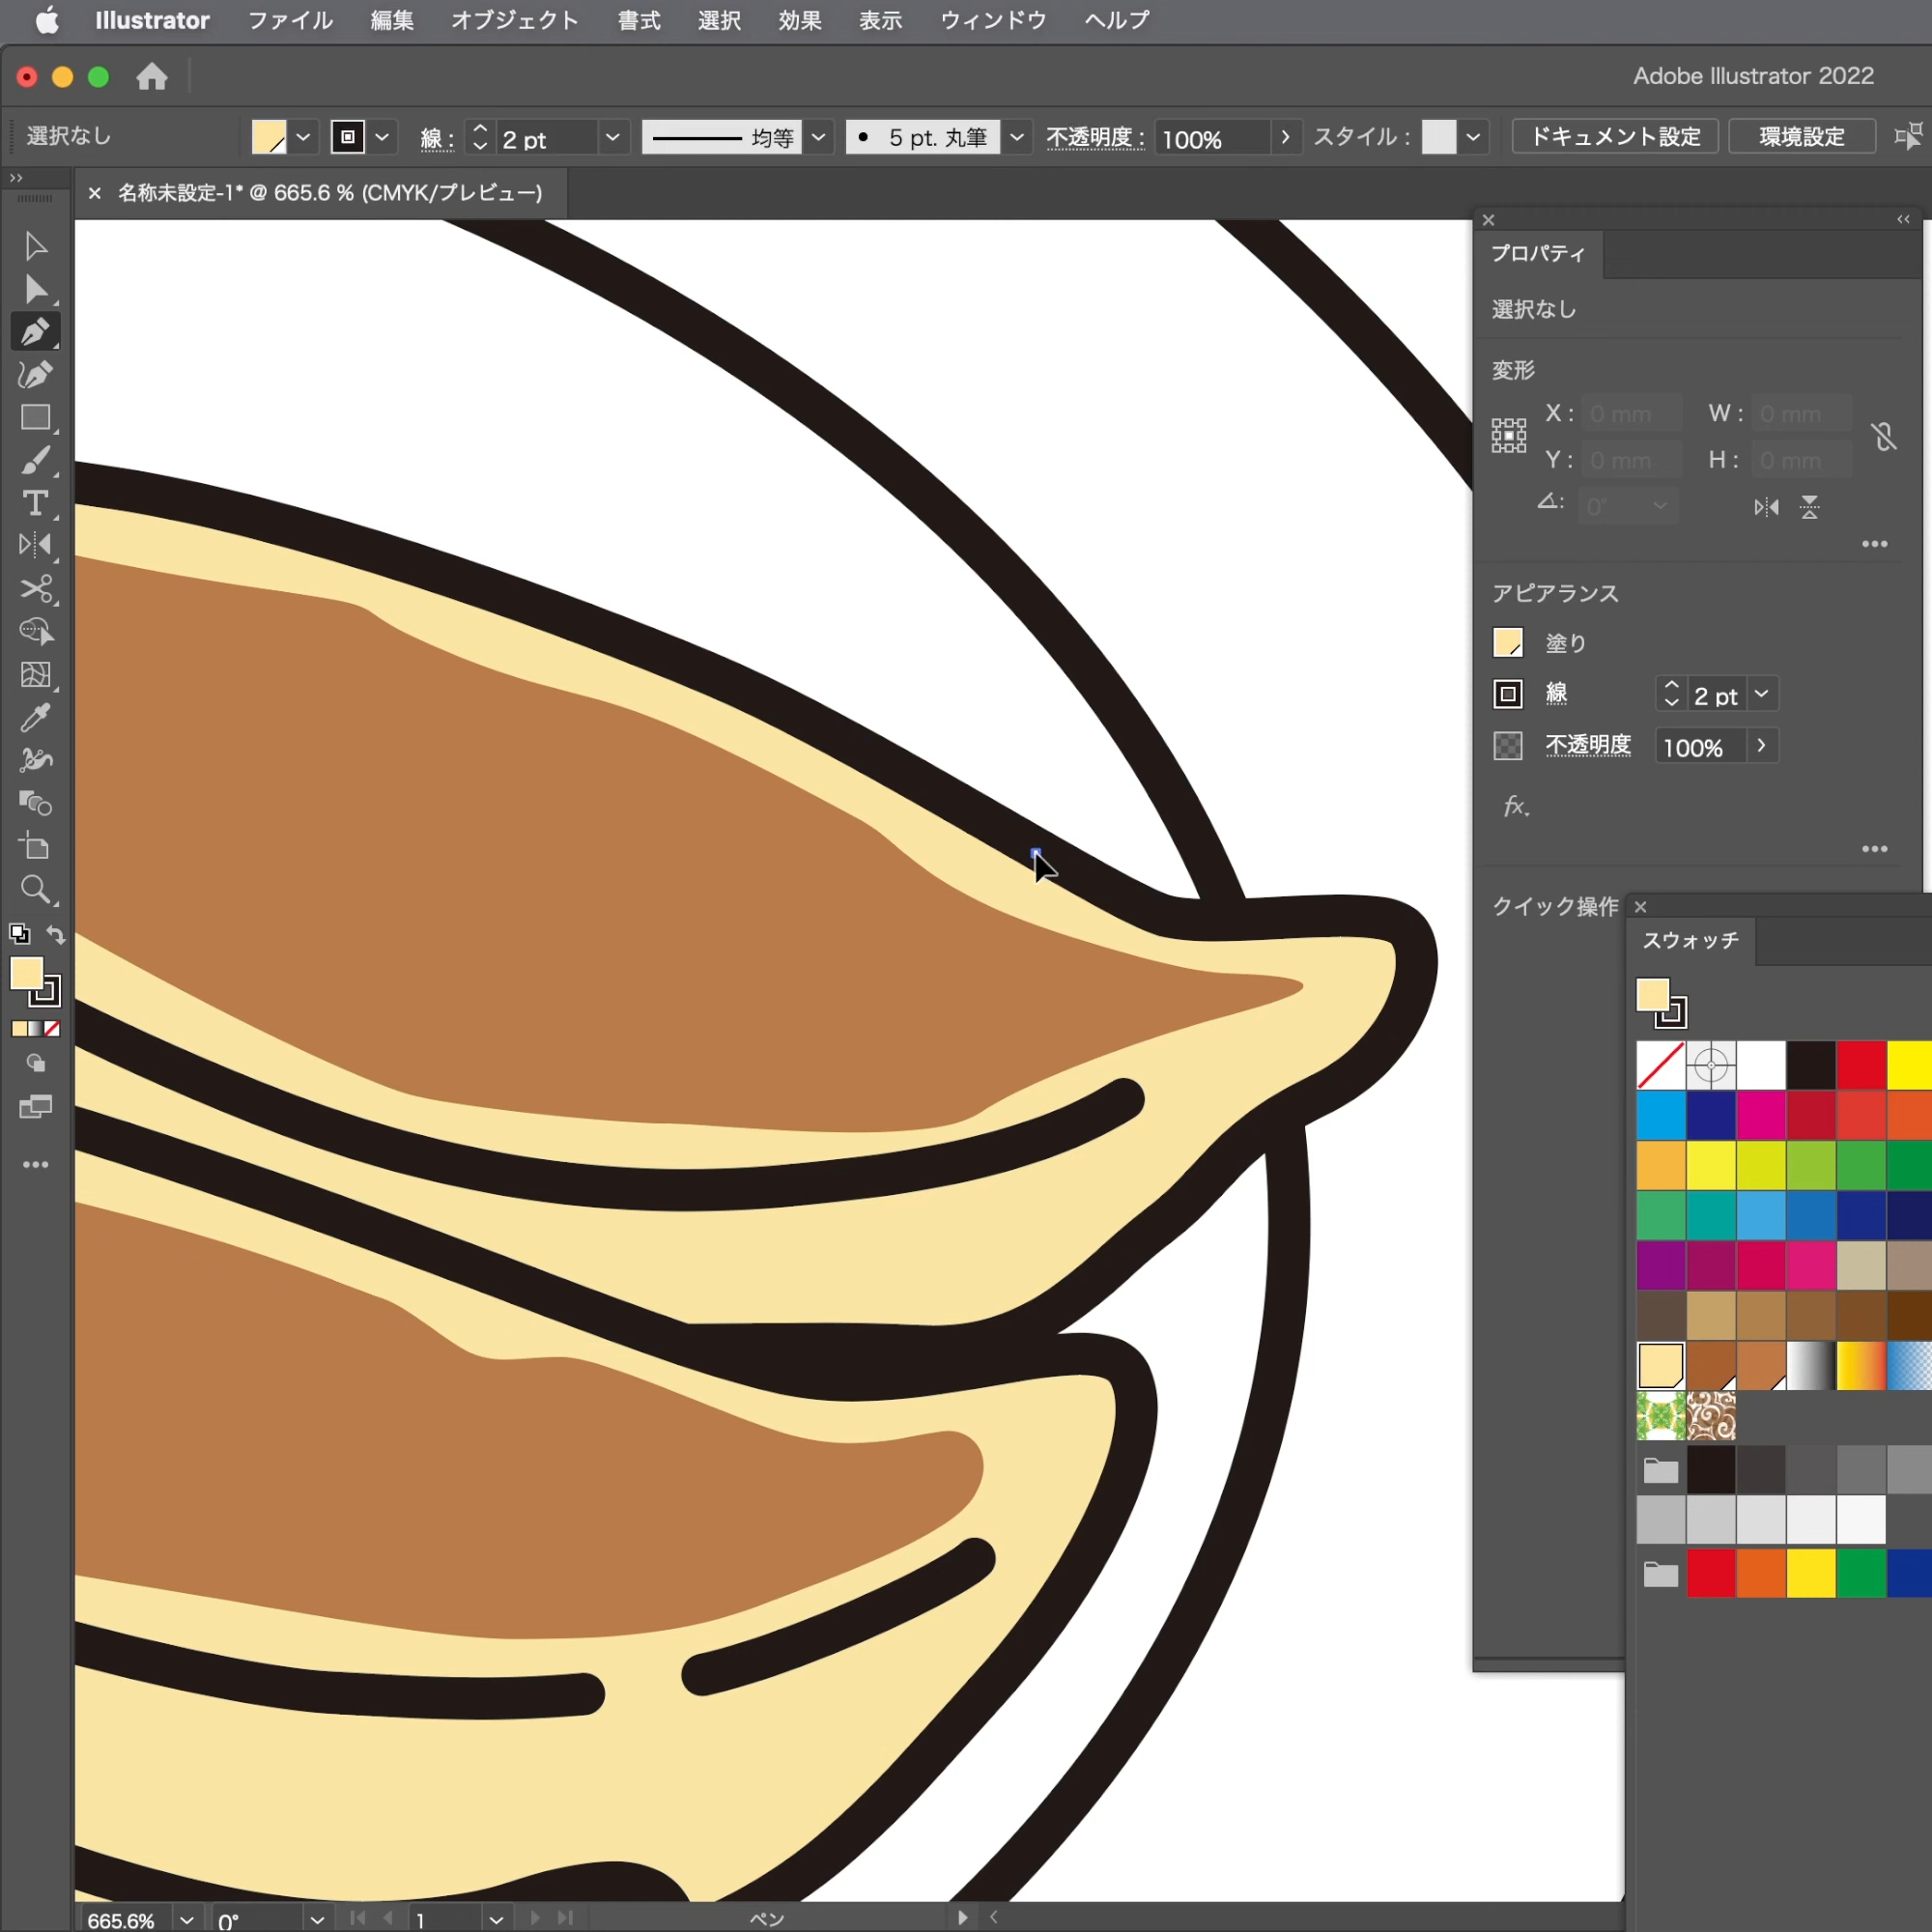 Illustrator ファイル 編集 オブジェクト 書式 選択 効果 表示 ウィンドウ ヘルプ
Adobe Illustrator 2022
選択なし 線： 2 pt 均等 5 pt. 丸筆 不透明度： 100% スタイル： ドキュメント設定 環境設定
× 名称未設定-1* @ 665.6 % (CMYK/プレビュー)
プロパティ
選択なし
変形
X： 0 mm W： 0 mm
Y： 0 mm H： 0 mm
0°
アピアランス
塗り
線 2 pt
不透明度 100%
fx.
クイック操作
スウォッチ
665.6% 0° 1 ペン